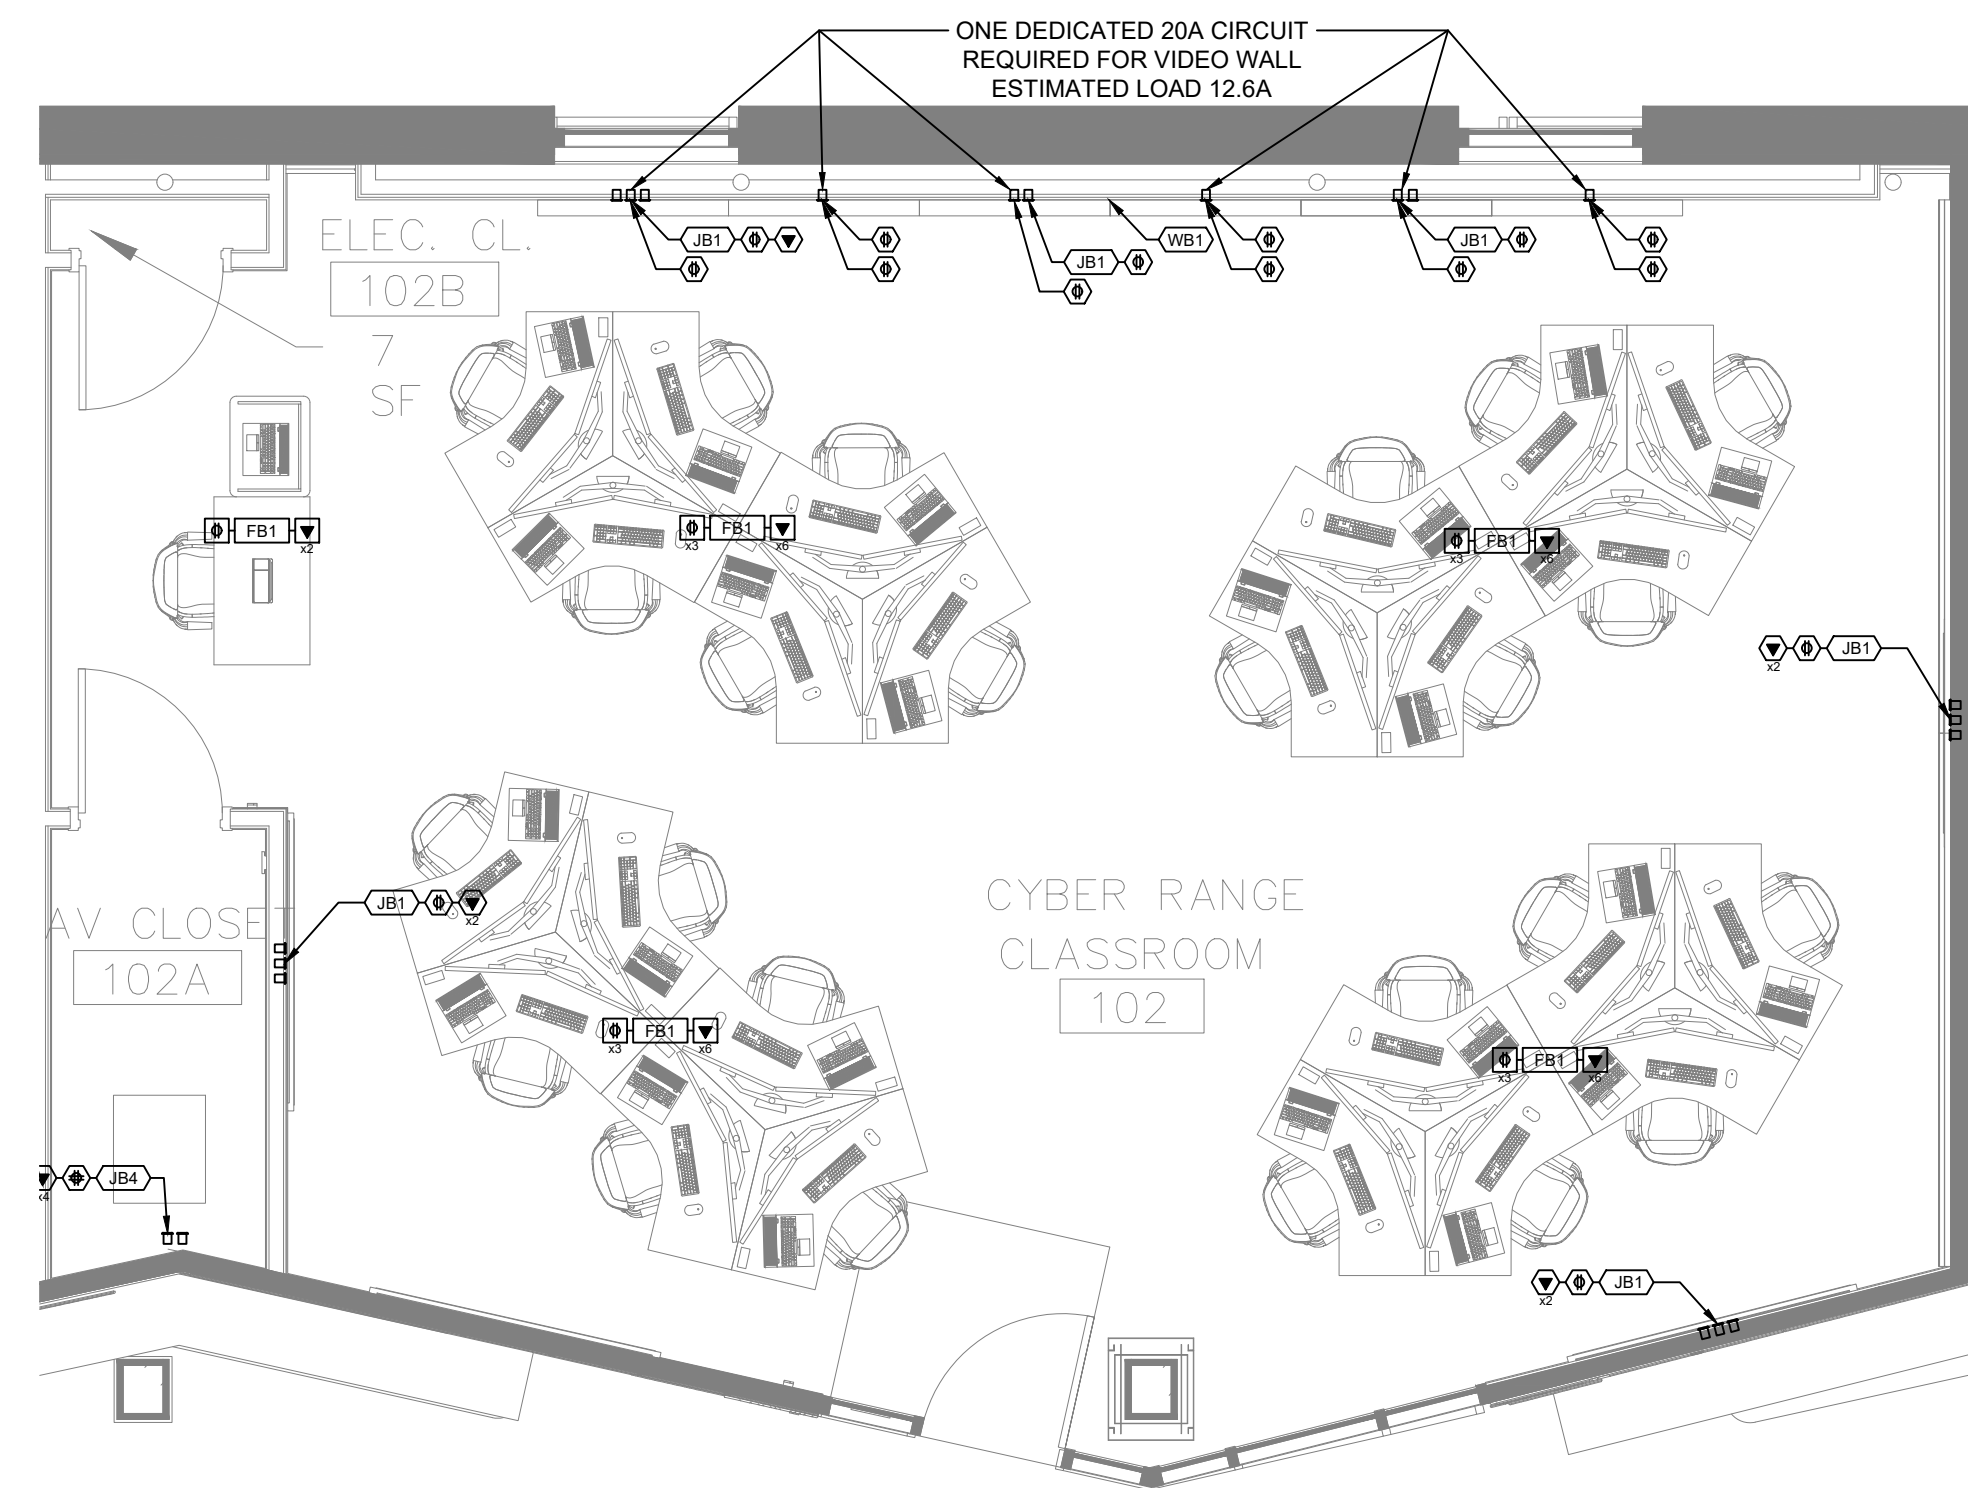 ONE DEDICATED 20A CIRCUIT
REQUIRED FOR VIDEO WALL
ESTIMATED LOAD 12.6A
ELEC. CL.
102B
7
SF
JB1
JB1
WB1
JB1
FB1
x2
FB1
x3
x6
FB1
x3
x6
JB1
x2
JB1
x2
AV CLOSET
102A
CYBER RANGE
CLASSROOM
102
FB1
x3
x6
FB1
x3
x6
JB4
x4
JB1
x2